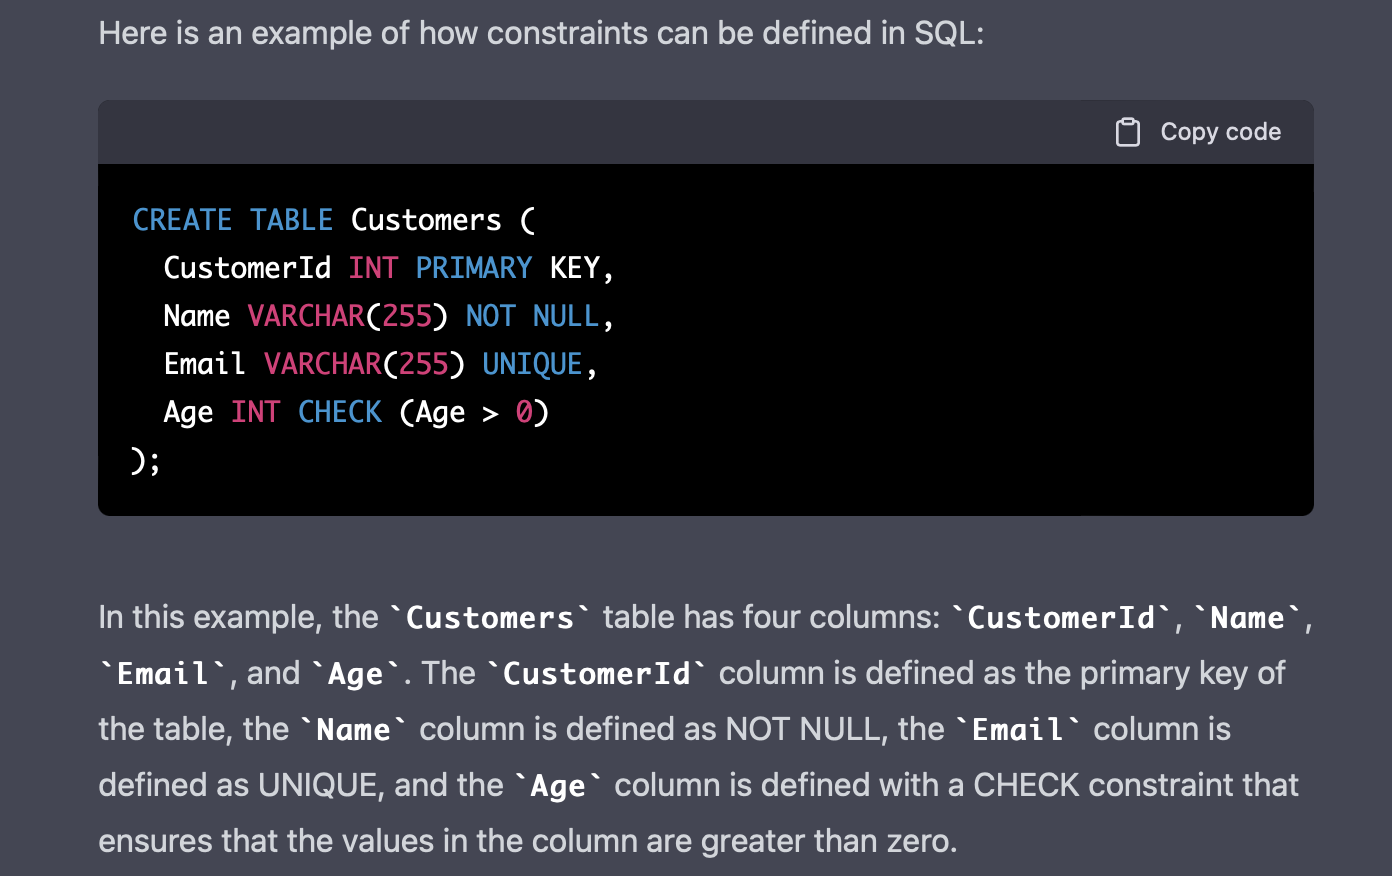 Here is an example of how constraints can be defined in SQL:
Copy code
CREATE TABLE Customers (
  CustomerId INT PRIMARY KEY,
  Name VARCHAR(255) NOT NULL,
  Email VARCHAR(255) UNIQUE,
  Age INT CHECK (Age > 0)
);
In this example, the `Customers` table has four columns: `CustomerId`, `Name`,
`Email`, and `Age`. The `CustomerId` column is defined as the primary key of
the table, the `Name` column is defined as NOT NULL, the `Email` column is
defined as UNIQUE, and the `Age` column is defined with a CHECK constraint that
ensures that the values in the column are greater than zero.